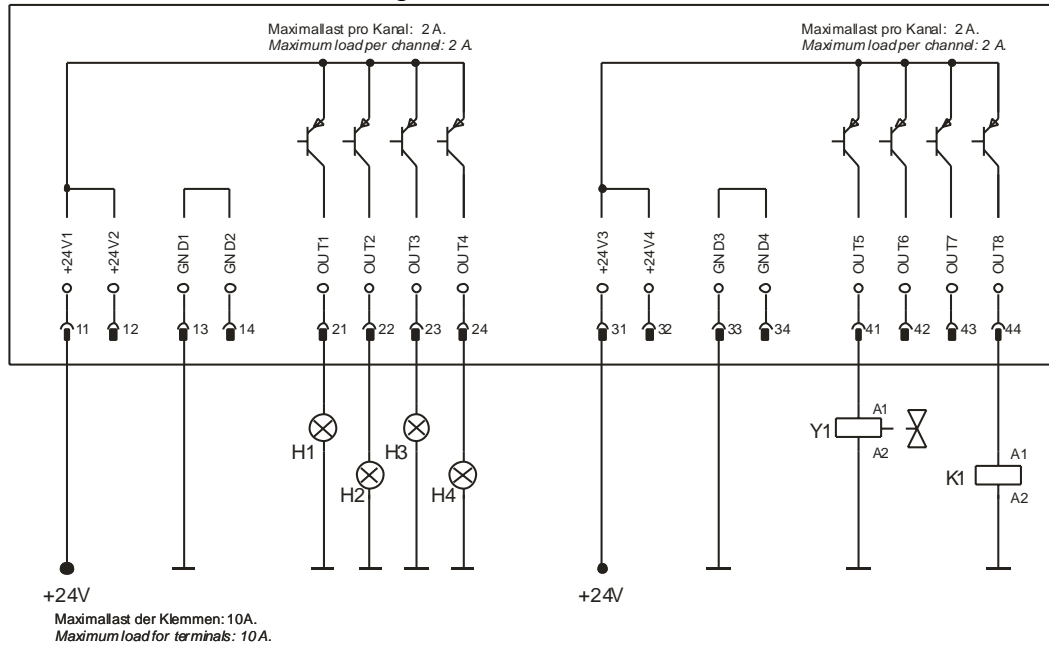 Maximallast pro Kanal: 2 A.
Maximum load per channel: 2 A.
Maximallast pro Kanal: 2 A.
Maximum load per channel: 2 A.
+24V1
+24V2
GND1
GND2
OUT1
OUT2
OUT3
OUT4
+24V3
+24V4
GND3
GND4
OUT5
OUT6
OUT7
OUT8
11
12
13
14
21
22
23
24
31
32
33
34
41
42
43
44
H1
H2
H3
H4
Y1
A1
A2
K1
A1
A2
+24V
+24V
Maximallast der Klemmen: 10A.
Maximum load for terminals: 10 A.